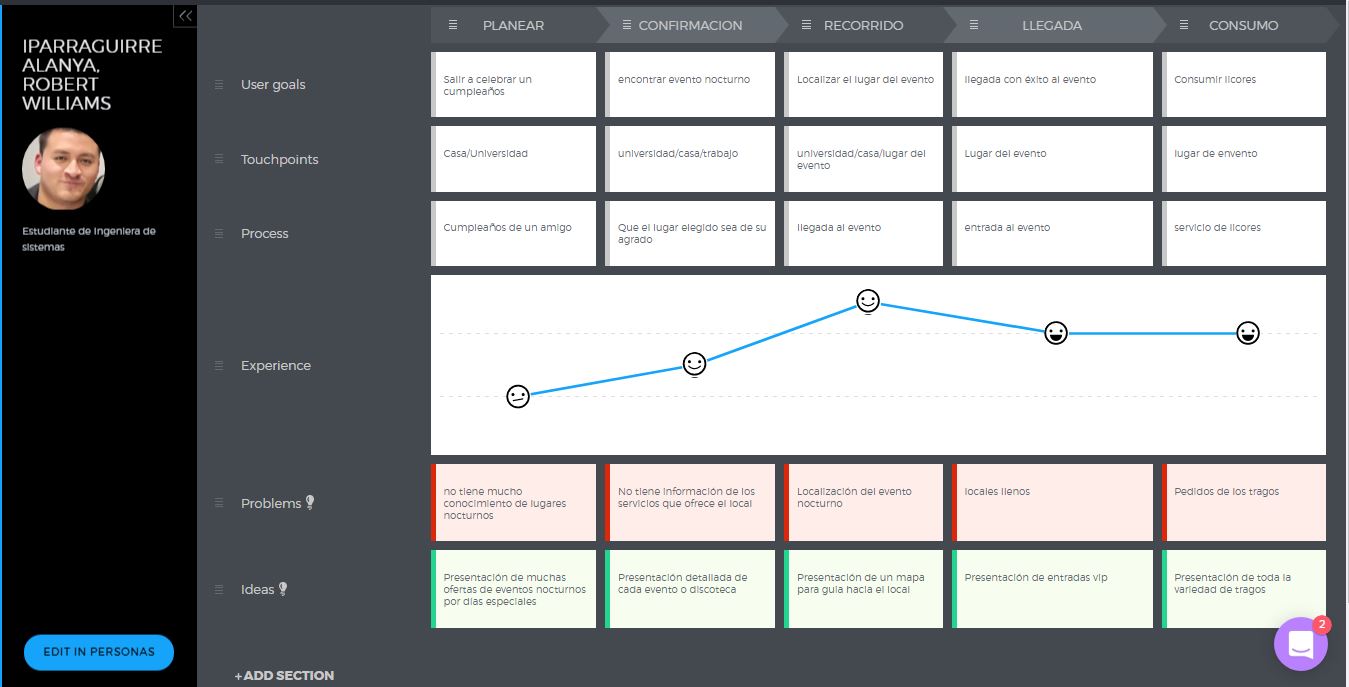 IPARRAGUIRRE
ALANYA,
ROBERT
WILLIAMS
Estudiante de Ingeniera de
sistemas
EDIT IN PERSONAS
PLANEAR
CONFIRMACION
RECORRIDO
LLEGADA
CONSUMO
User goals
Salir a celebrar un
cumpleaños
encontrar evento nocturno
Localizar el lugar del evento
llegada con éxito al evento
Consumir licores
Touchpoints
Casa/Universidad
universidad/casa/trabajo
universidad/casa/lugar del
evento
Lugar del evento
lugar de envento
Process
Cumpleaños de un amigo
Que el lugar elegido sea de su
agrado
llegada al evento
entrada al evento
servicio de licores
Experience
Problems
no tiene mucho
conocimiento de lugares
nocturnos
No tiene información de los
servicios que ofrece el local
Localización del evento
nocturno
locales llenos
Pedidos de los tragos
Ideas
Presentación de muchas
ofertas de eventos nocturnos
por días especiales
Presentación detallada de
cada evento o discoteca
Presentación de un mapa
para guia hacia el local
Presentación de entradas vip
Presentación de toda la
variedad de tragos
2
+ ADD SECTION